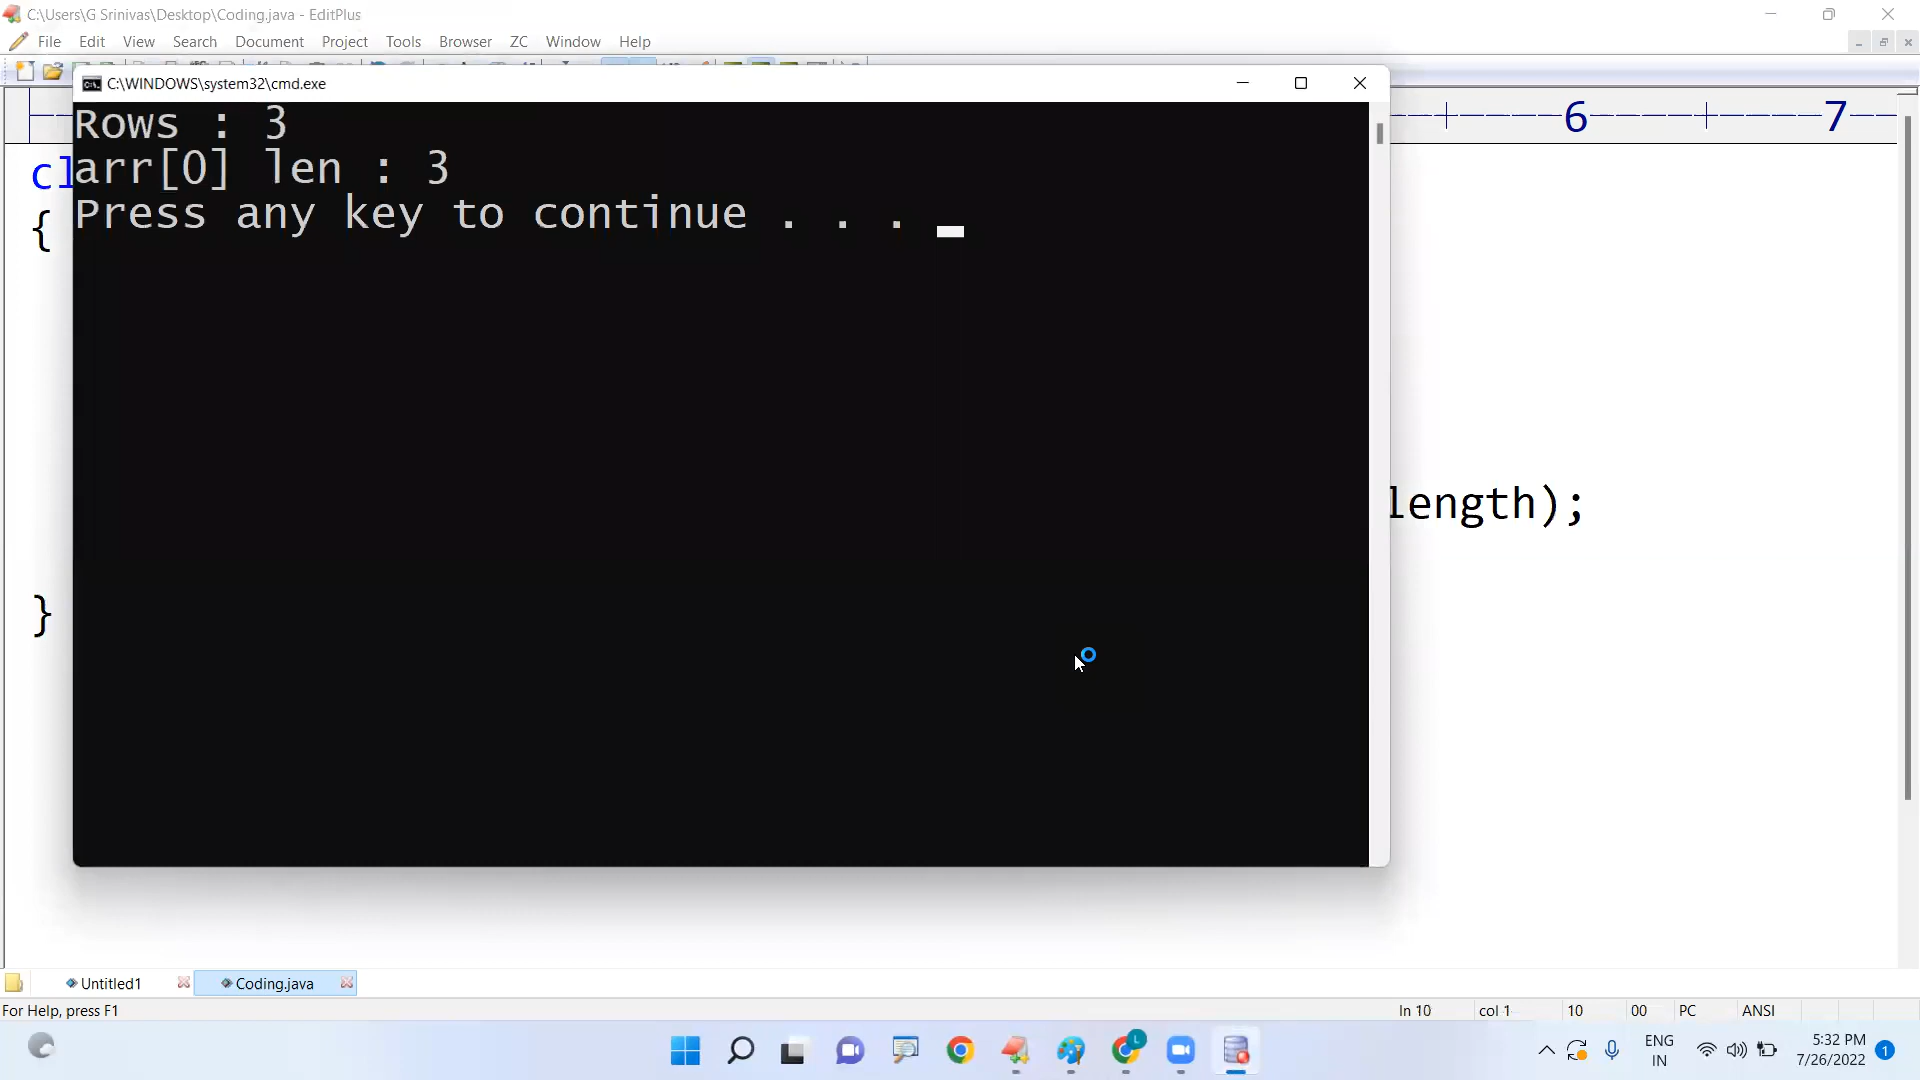 C:\Users\G Srinivas\Desktop\Coding.java - EditPlus
File Edit View Search Document Project Tools Browser ZC Window Help
C:\WINDOWS\system32\cmd.exe
6 7
Rows : 3
arr[0] len : 3
Press any key to continue . . .
cl
{
length);
}
Untitled1 Coding.java
For Help, press F1 ln 10 col 1 10 00 PC ANSI
L
ENG
IN
5:32 PM
7/26/2022
1